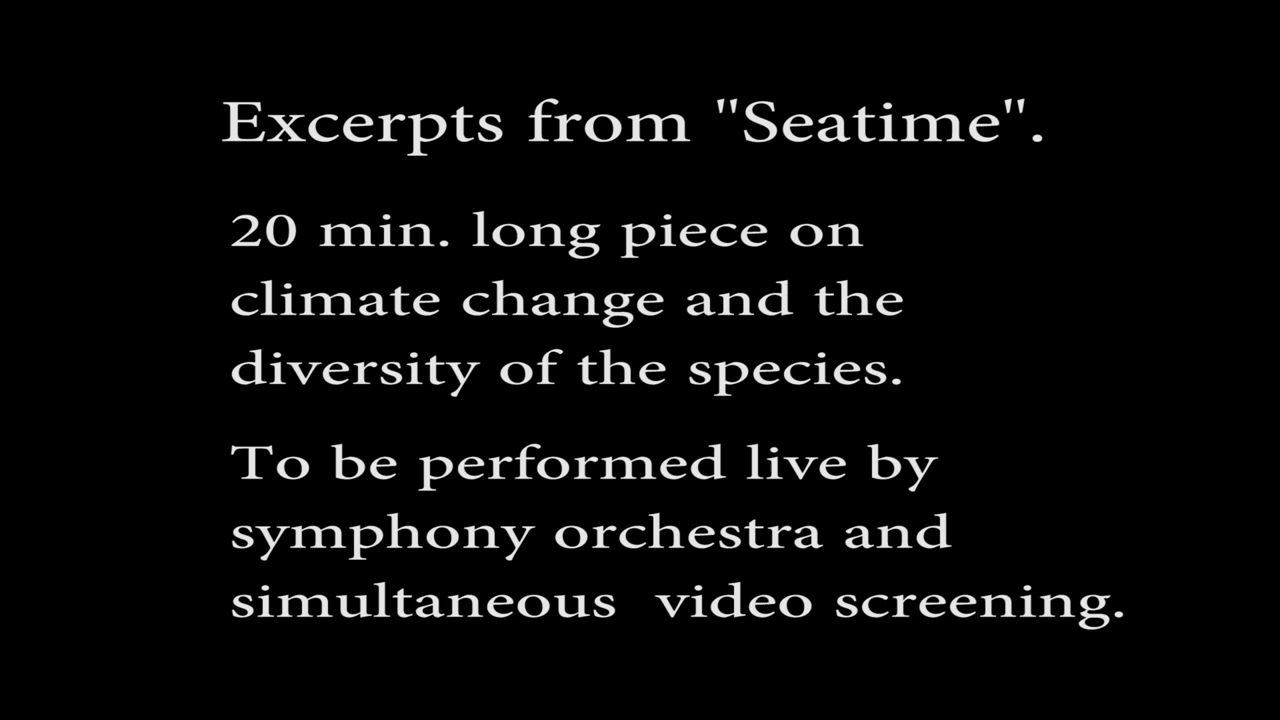 Excerpts from "Seatime".
20 min. long piece on
climate change and the
diversity of the species.
To be performed live by
symphony orchestra and
simultaneous  video screening.